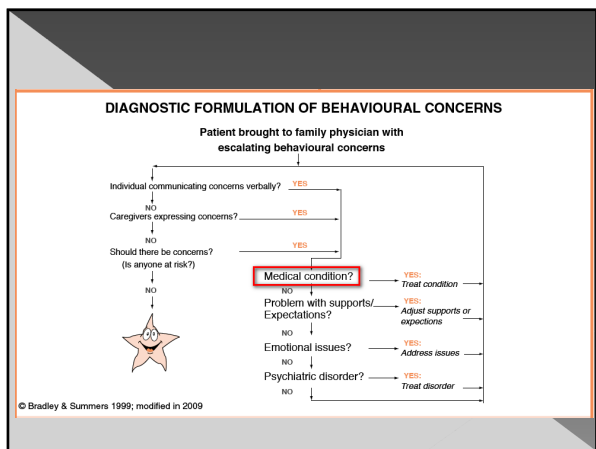 DIAGNOSTIC FORMULATION OF BEHAVIOURAL CONCERNS
Patient brought to family physician with
escalating behavioural concerns
Individual communicating concerns verbally? YES
NO
Caregivers expressing concerns? YES
NO
Should there be concerns? YES
(Is anyone at risk?)
NO
Medical condition? YES:
Treat condition
NO
Problem with supports/ YES:
Expectations? Adjust supports or
expections
NO
Emotional issues? YES:
Address issues
NO
Psychiatric disorder? YES:
Treat disorder
NO
© Bradley & Summers 1999; modified in 2009